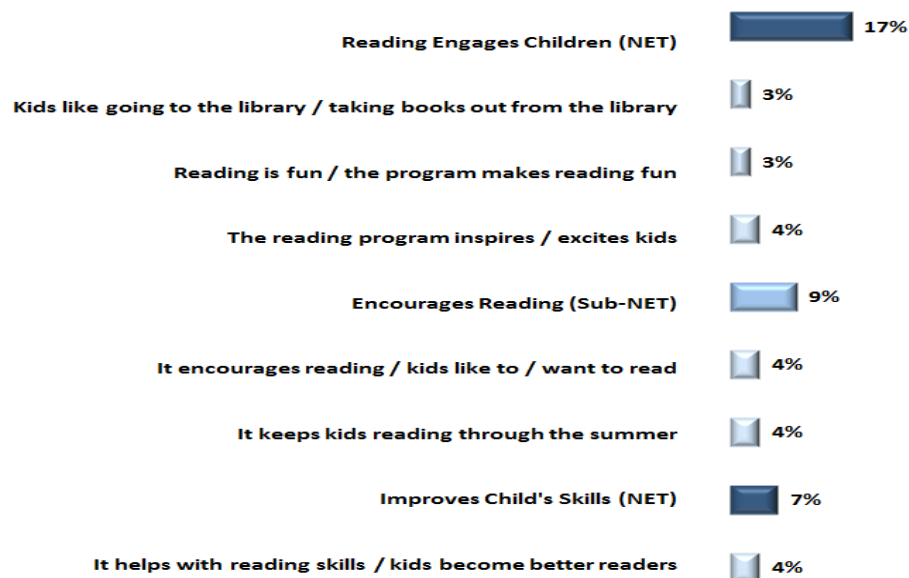 Reading Engages Children (NET) 17%
Kids like going to the library / taking books out from the library 3%
Reading is fun / the program makes reading fun 3%
The reading program inspires / excites kids 4%
Encourages Reading (Sub-NET) 9%
It encourages reading / kids like to / want to read 4%
It keeps kids reading through the summer 4%
Improves Child's Skills (NET) 7%
It helps with reading skills / kids become better readers 4%